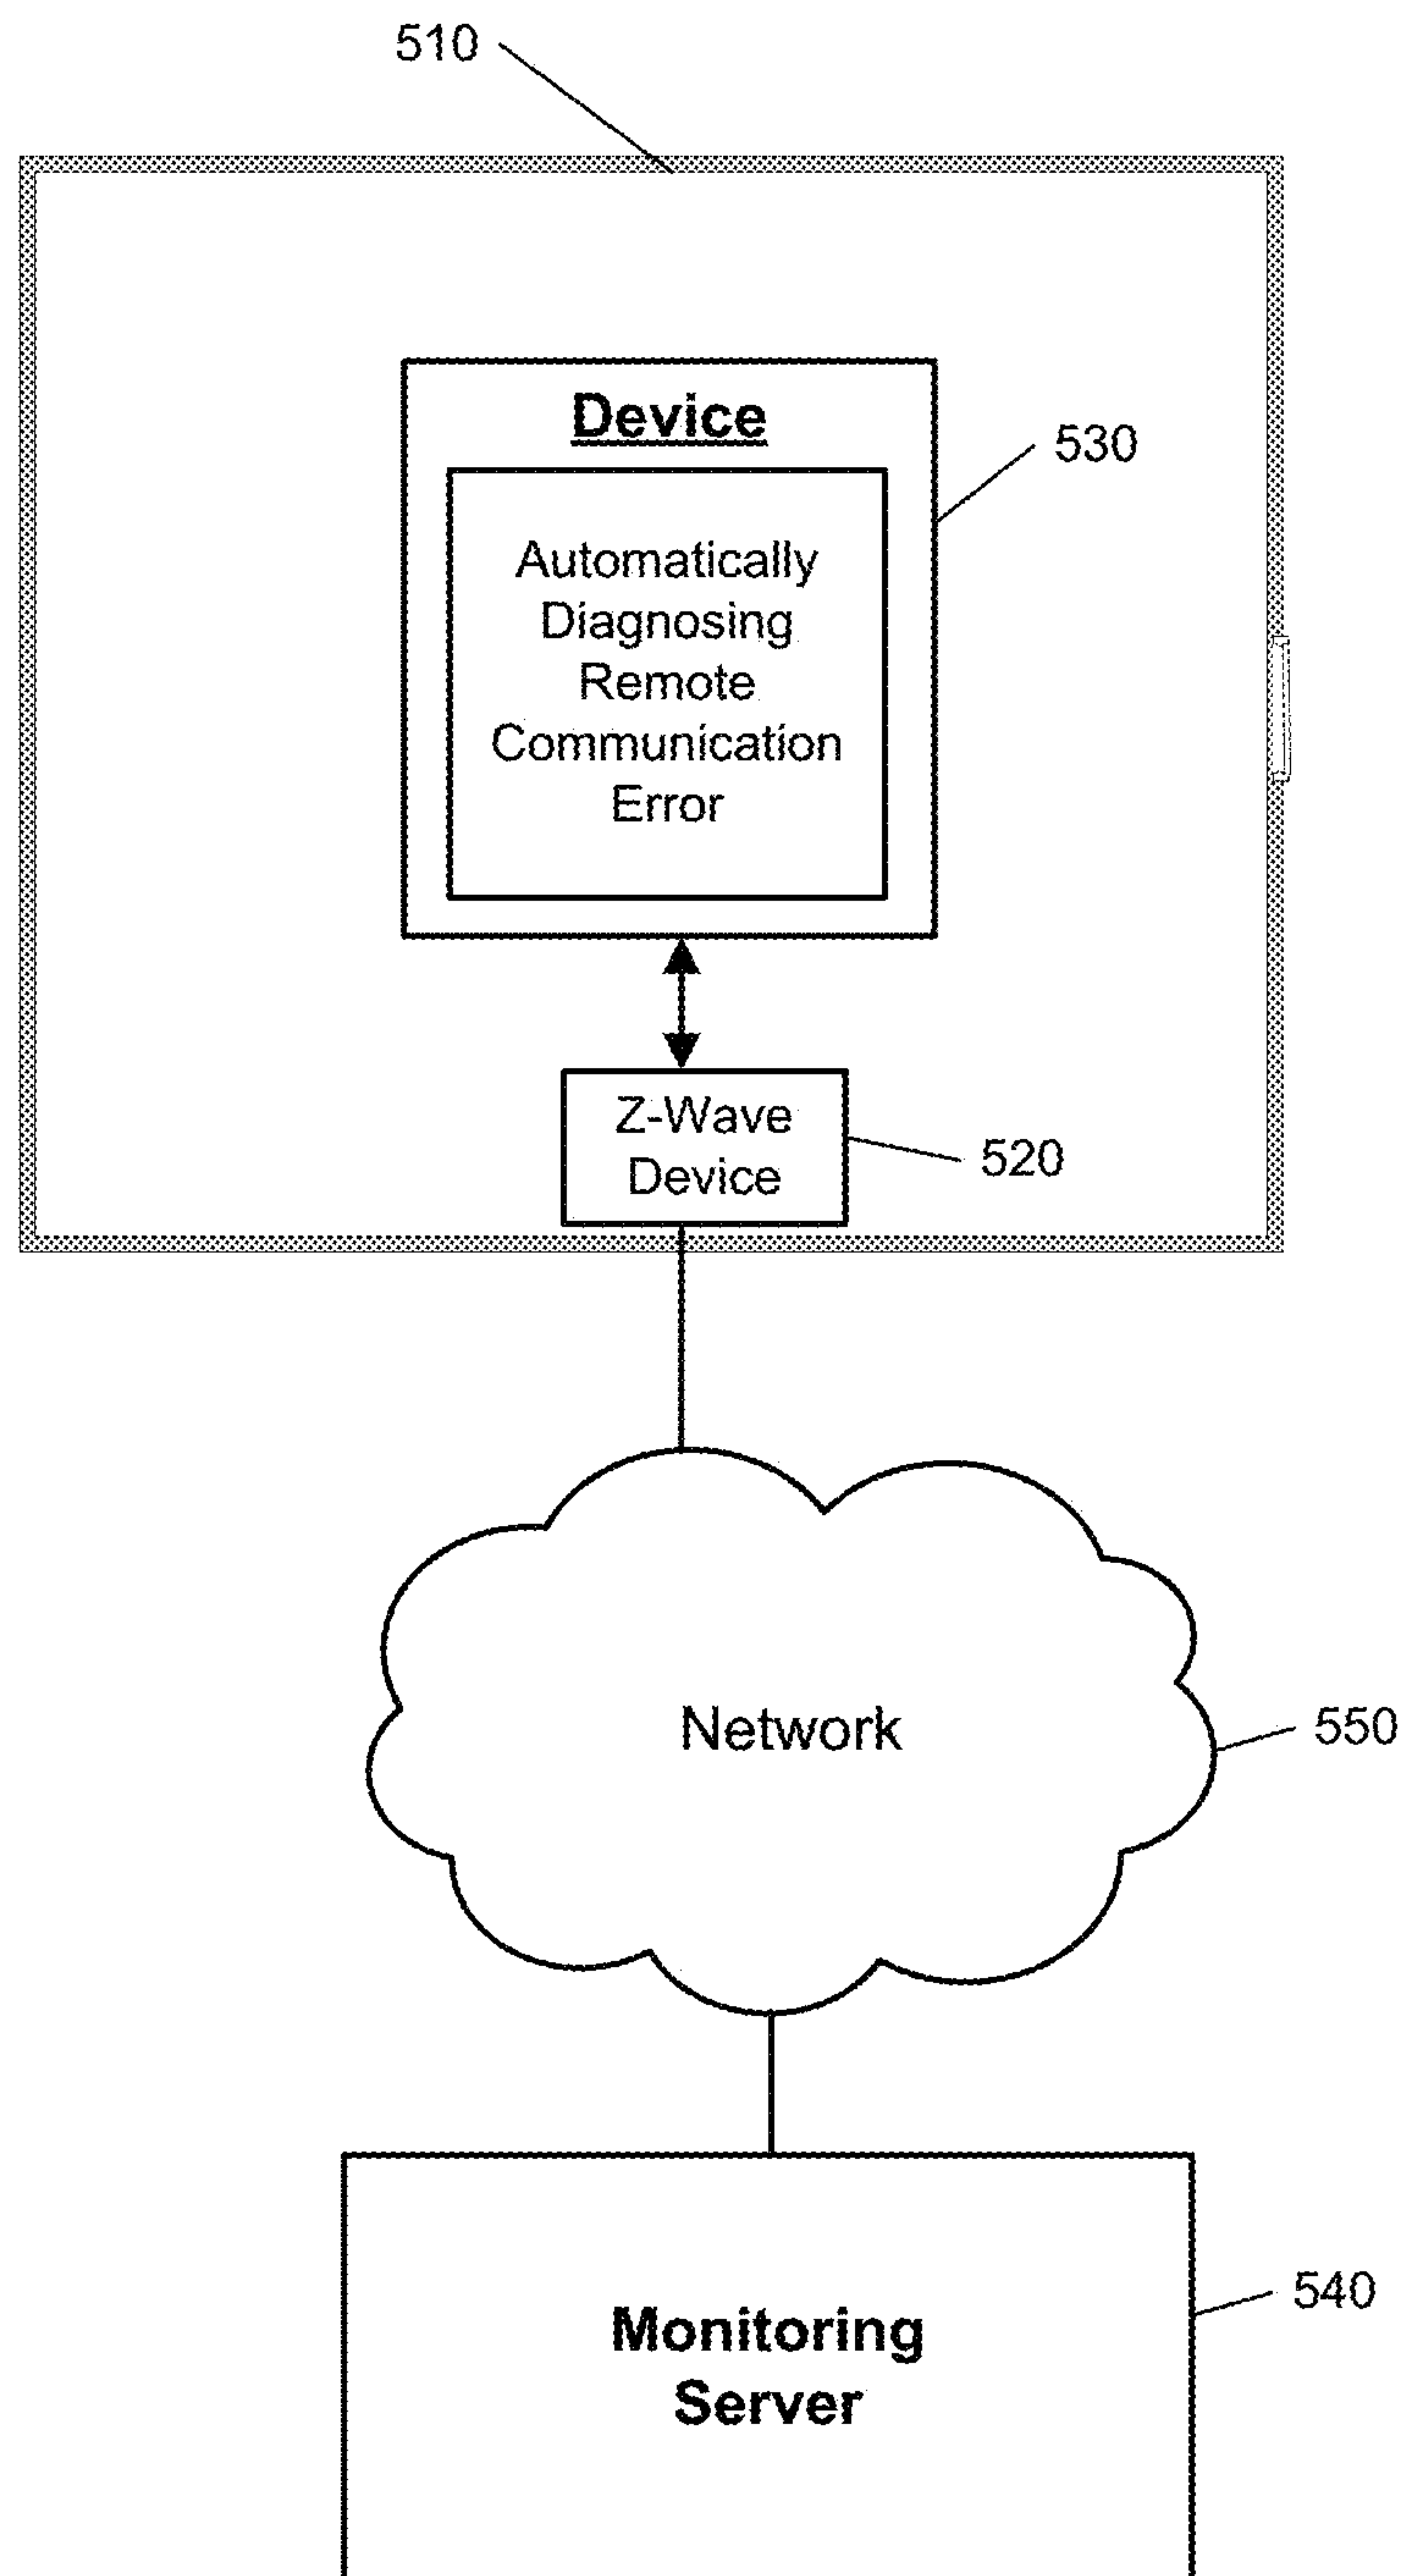 510
Device
530
Automatically
Diagnosing
Remote
Communication
Error
Z-Wave
Device
520
Network
550
540
Monitoring
Server